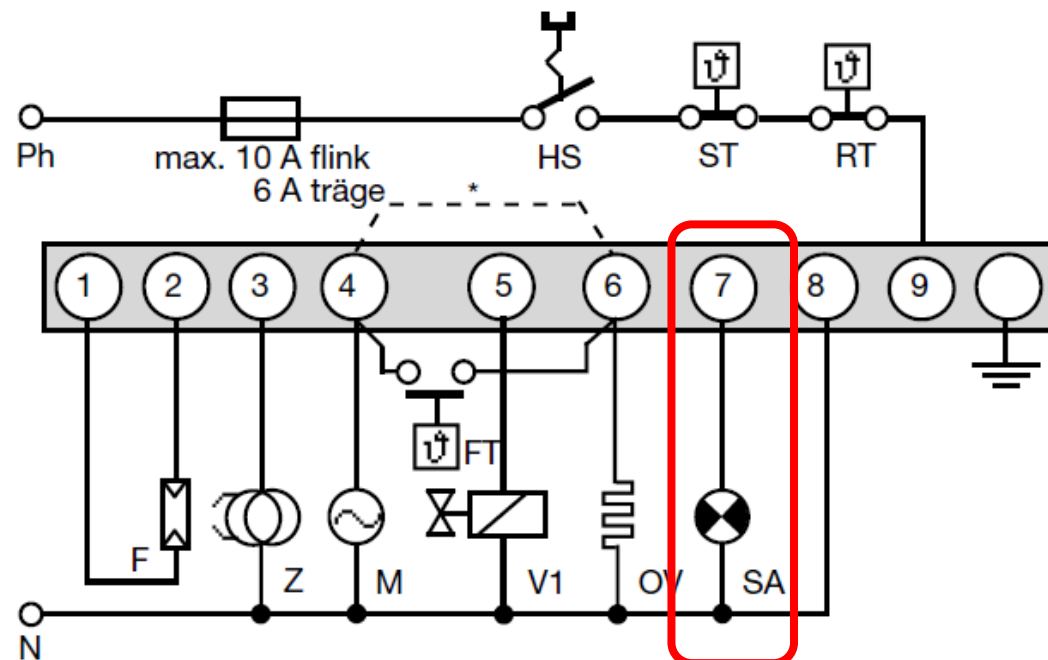 ϑ ϑ
Ph
max. 10 A flink
6 A träge
HS ST RT
*
1 2 3 4 5 6 7 8 9
ϑ FT
F Z M V1 OV SA
N